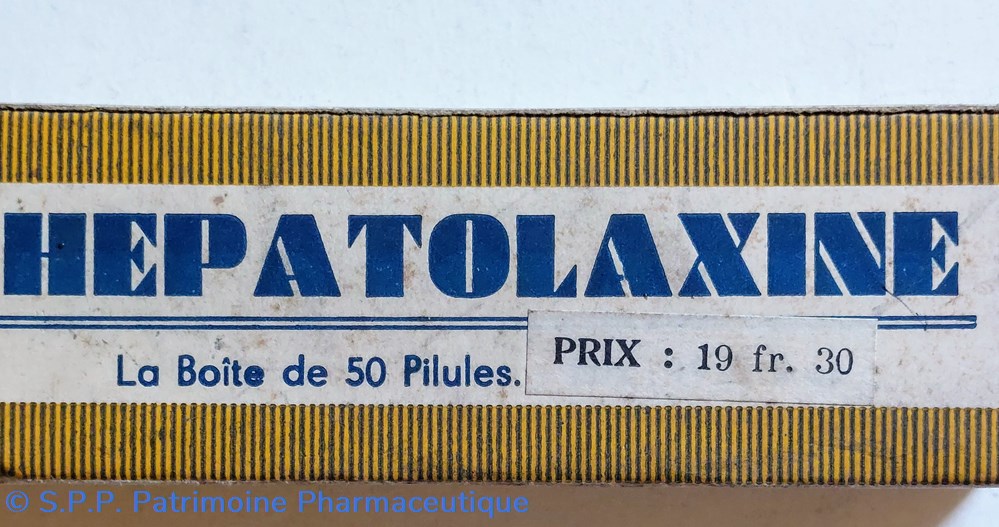 HEPATOLAXINE
La Boîte de 50 Pilules.
PRIX : 19 fr. 30
© S.P.P. Patrimoine Pharmaceutique